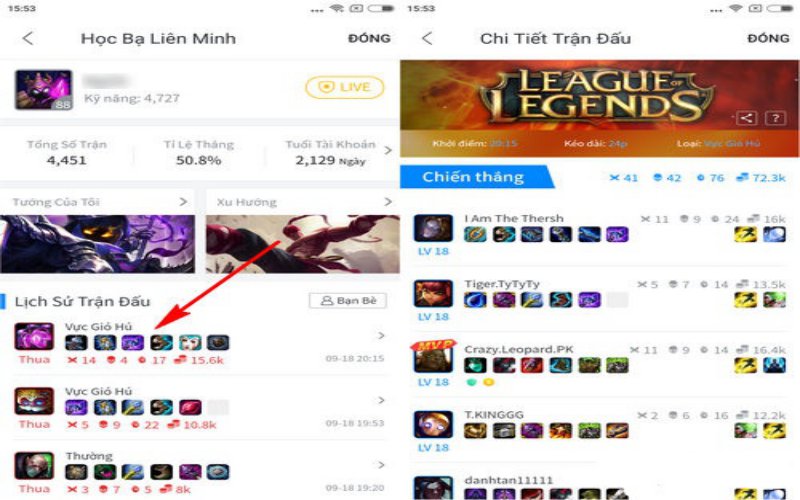 15:53
Học Bạ Liên Minh
ĐÓNG
88
Kỹ năng: 4,727
LIVE
Tổng Số Trận
4,451
Tỉ Lệ Thắng
50.8%
Tuổi Tài Khoản
2,129 Ngày
Tướng Của Tôi
Xu Hướng
Lịch Sử Trận Đấu
Bạn Bè
Vực Gió Hú
Thua 14 4 17 15.6k
09-18 20:15
Vực Gió Hú
Thua 5 9 22 10.8k
09-18 19:53
Thường
Thua 3 7 5 8k
09-18 19:20
15:53
Chi Tiết Trận Đấu
ĐÓNG
LEAGUE OF
LEGENDS
?
Khởi điểm: 20:15
Kéo dài: 24p
Loại: Vực Gió Hú
Chiến thắng 41 42 76 72.3k
I Am The Thersh 11 9 24 16k
LV 18
Tiger.TyTyTy 5 7 14 13.5k
LV 18
MVP
Crazy.Leopard.PK 11 9 14 16.4k
LV 18
T.KINGGG 2 6 16 12.2k
LV 18
danhtan11111